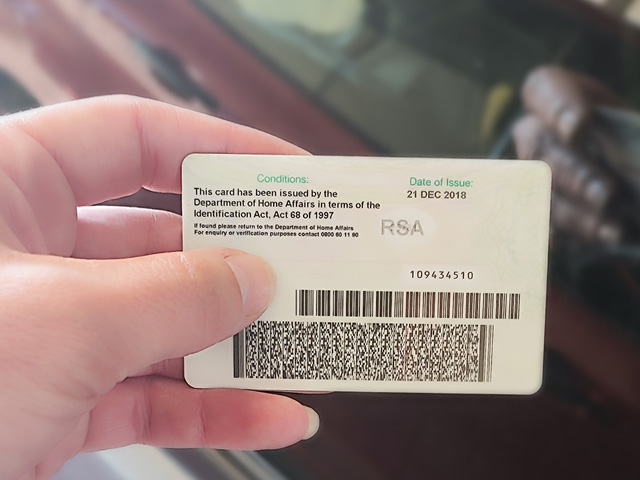 Conditions:
This card has been issued by the
Department of Home Affairs in terms of the
Identification Act, Act 68 of 1997
If found please return to the Department of Home Affairs
For enquiry or verification purposes contact 0800 60 11 90
Date of Issue:
21 DEC 2018
RSA
109434510